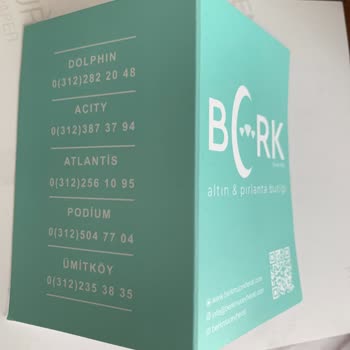 DOLPHIN
0(312)282 20 48
ACITY
0(312)387 37 94
ATLANTİS
0(312)256 10 95
PODİUM
0(312)504 77 04
ÜMİTKÖY
0(312)235 38 35
BERK
altın & pırlanta butiği